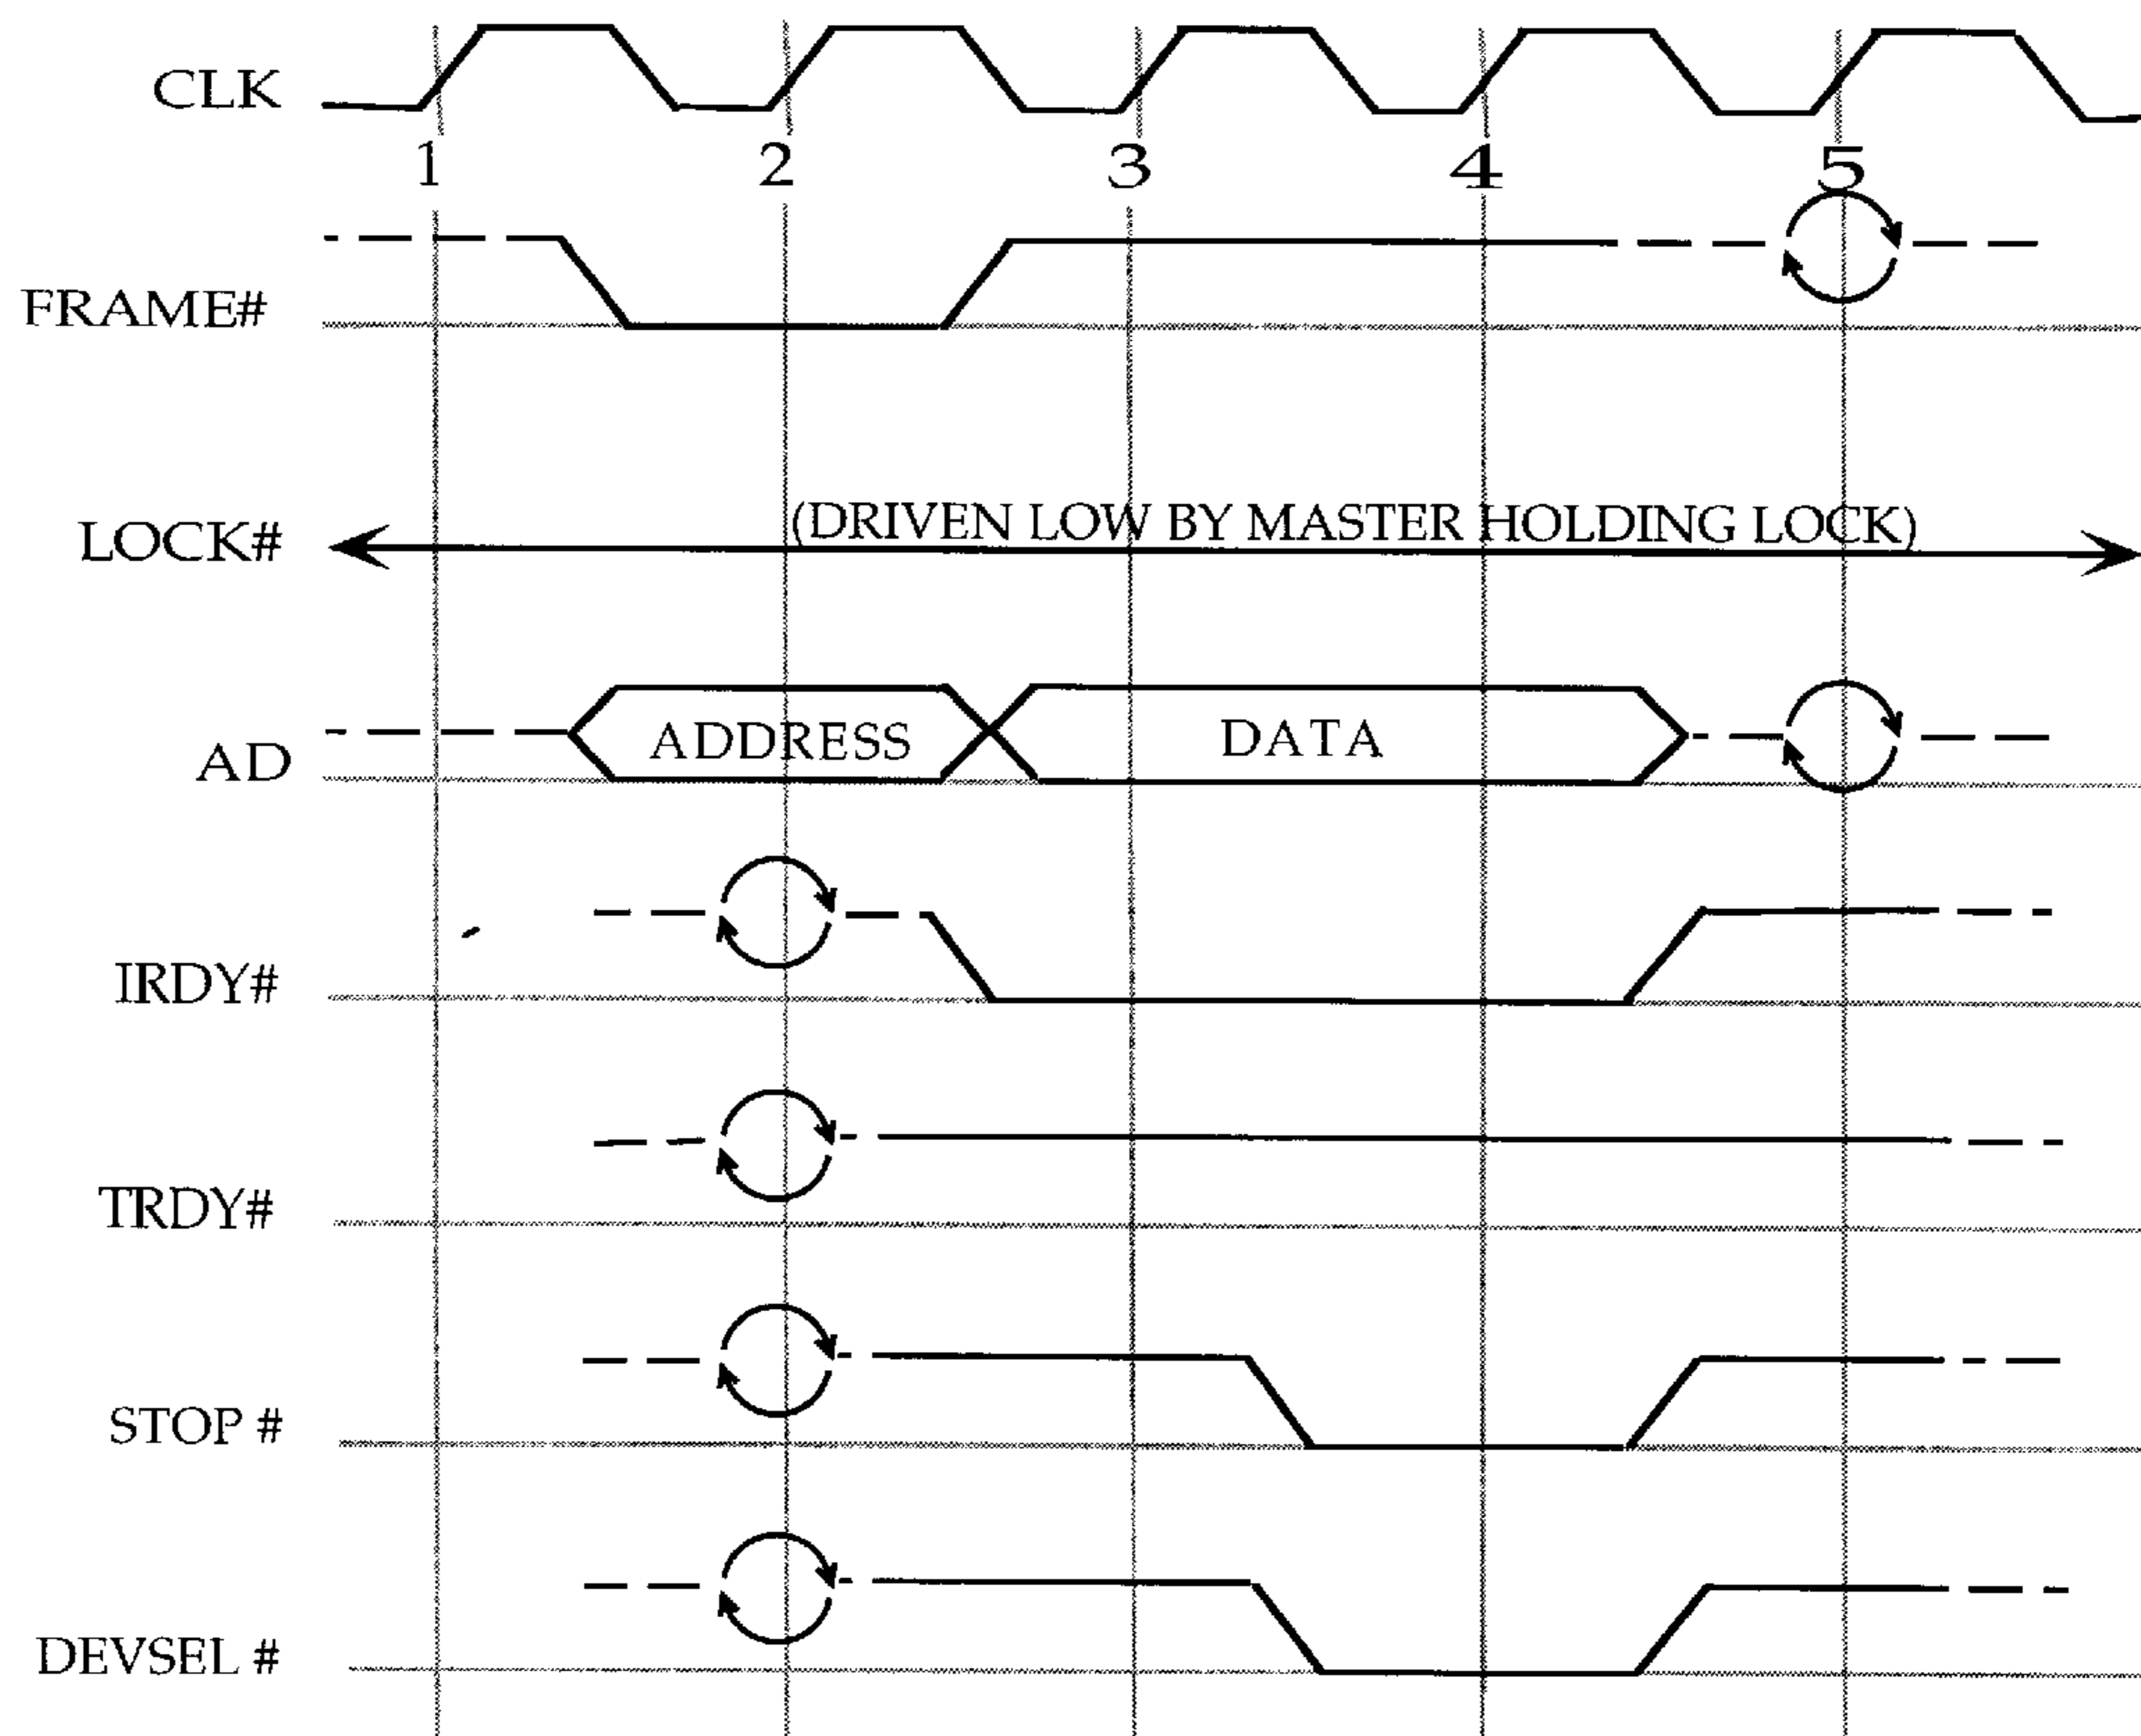 CLK
1 2 3 4 5
FRAME#
(DRIVEN LOW BY MASTER HOLDING LOCK)
LOCK#
ADDRESS DATA
AD
IRDY#
TRDY#
STOP #
DEVSEL #